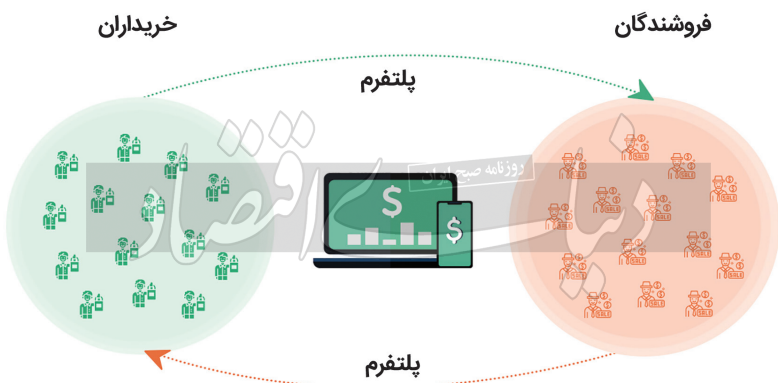 فروشندگان
خریداران
پلتفرم
روزنامه صبح ایران
دنیای اقتصاد
$
$
پلتفرم